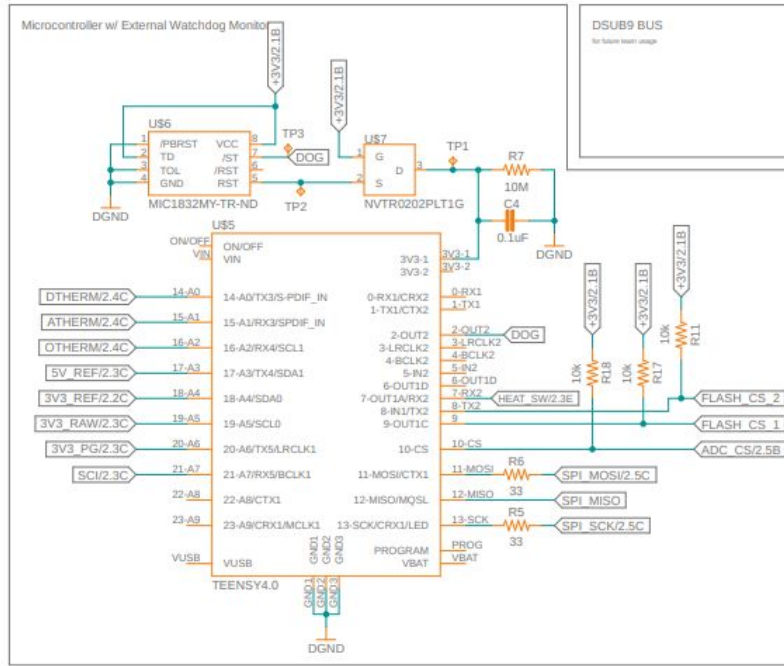 Microcontroller w/ External Watchdog Monitor
DSUB9 BUS
for future team usage
+3V3/2.1B
+3V3/2.1B
U$6
1 /PBRST VCC 8
2 TD /ST 7
3 TOL /RST 6
4 GND RST 5
MIC1832MY-TR-ND
DGND
TP3
DOG
TP2
U$7
1 G
D 3
2 S
NVTR0202PLT1G
TP1
R7
10M
C4
0.1uF
DGND
U$5
ON/OFF ON/OFF
VIN VIN
3V3-1 3V3-1
3V3-2 3V3-2
DTHERM/2.4C 14-A0 14-A0/TX3/S-PDIF_IN
ATHERM/2.4C 15-A1 15-A1/RX3/SPDIF_IN
OTHERM/2.4C 16-A2 16-A2/RX4/SCL1
5V_REF/2.3C 17-A3 17-A3/TX4/SDA1
3V3_REF/2.2C 18-A4 18-A4/SDA0
3V3_RAW/2.3C 19-A5 19-A5/SCL0
3V3_PG/2.3C 20-A6 20-A6/TX5/LRCLK1
SCI/2.3C 21-A7 21-A7/RX5/BCLK1
22-A8 22-A8/CTX1
23-A9 23-A9/CRX1/MCLK1
VUSB VUSB
0-RX1/CRX2 0-RX1
1-TX1/CTX2 1-TX1
2-OUT2 2-OUT2 DOG
3-LRCLK2 3-LRCLK2
4-BCLK2 4-BCLK2
5-IN2 5-IN2
6-OUT1D 6-OUT1D
7-OUT1A/RX2 7-RX2 HEAT_SW/2.3E
8-IN1/TX2 8-TX2 FLASH_CS_2
9-OUT1C 9 FLASH_CS_1
10-CS 10-CS ADC_CS/2.5B
11-MOSI/CTX1 11-MOSI R6 33 SPI_MOSI/2.5C
12-MISO/MQSL 12-MISO SPI_MISO
13-SCK/CRX1/LED 13-SCK R5 33 SPI_SCK/2.5C
PROGRAM PROG
VBAT VBAT
+3V3/2.1B
+3V3/2.1B
+3V3/2.1B
10k R18
10k R17
10k R11
GND1 GND2 GND3
GND1 GND2 GND3
TEENSY4.0
DGND